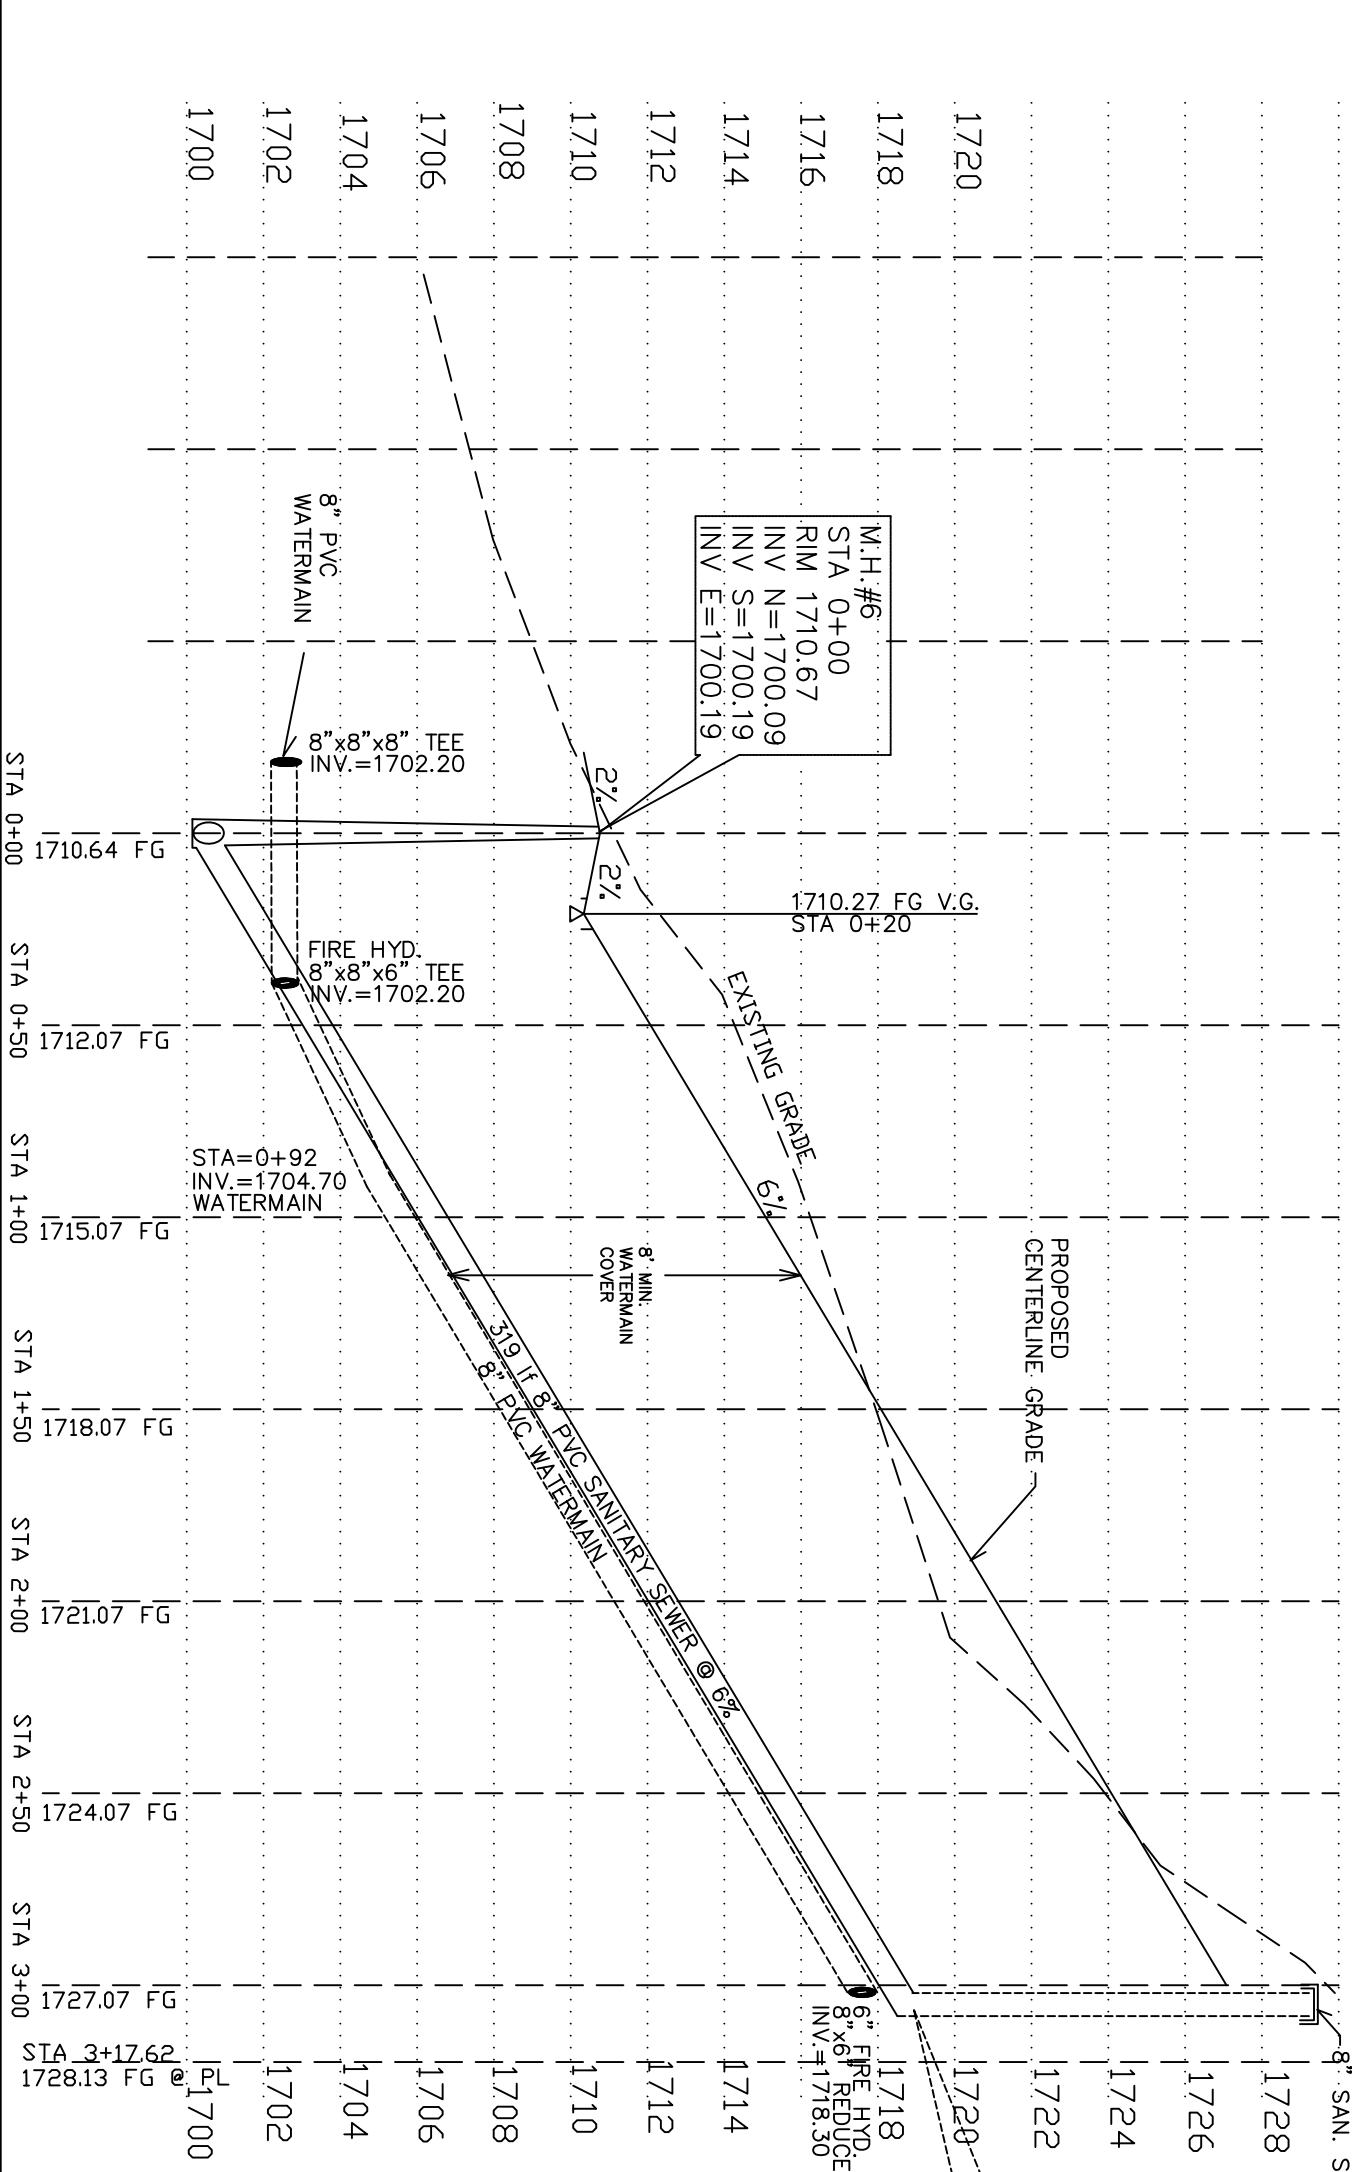 1720
1718
1716
1714
1712
1710
1708
1706
1704
1702
1700
M.H.#6
STA 0+00
RIM 1710.67
INV N=1700.09
INV S=1700.19
INV E=1700.19
8" PVC
WATERMAIN
8"x8"x8" TEE
INV.=1702.20
2%
2%
1710.27 FG V.G.
STA 0+20
FIRE HYD.
8"x8"x6" TEE
INV.=1702.20
EXISTING GRADE
STA=0+92
INV.=1704.70
WATERMAIN
6%
8' MIN.
WATERMAIN
COVER
PROPOSED
CENTERLINE GRADE
319 lf 8" PVC SANITARY SEWER @ 6%
8" PVC WATERMAIN
6" FIRE HYD.
8"x6" REDUCE
INV.=1718.30
8" SAN. S
STA 0+00
1710.64 FG
STA 0+50
1712.07 FG
STA 1+00
1715.07 FG
STA 1+50
1718.07 FG
STA 2+00
1721.07 FG
STA 2+50
1724.07 FG
STA 3+00
1727.07 FG
STA 3+17.62
1728.13 FG @ PL
1728
1726
1724
1722
1720
1718
1714
1712
1710
1708
1706
1704
1702
1700